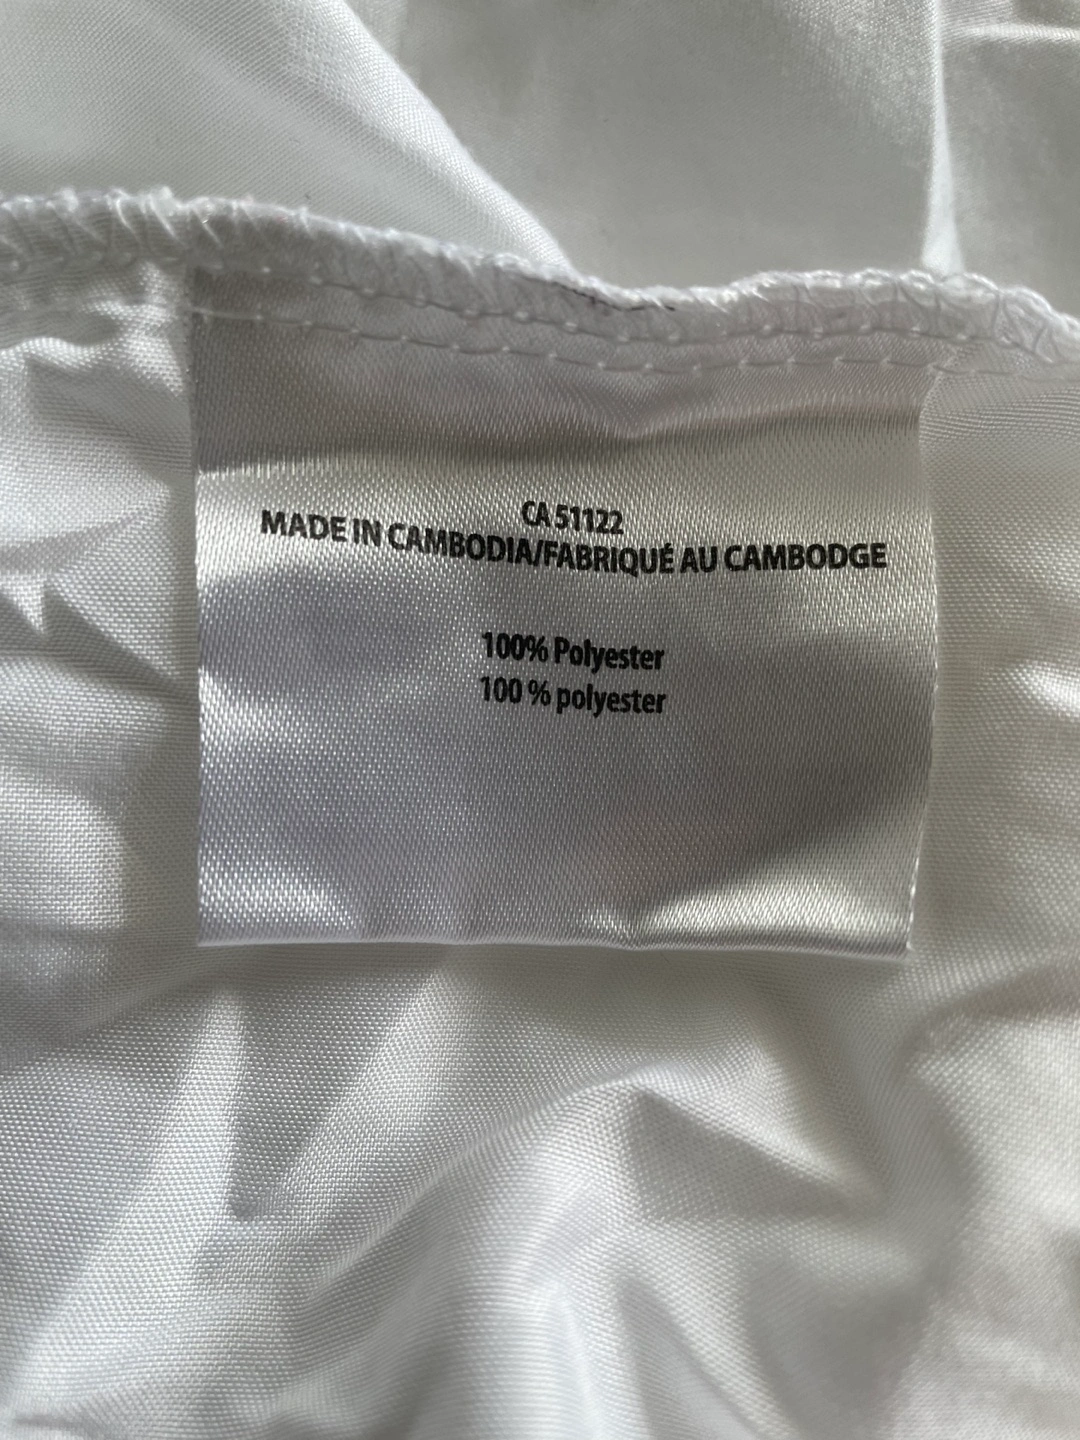 CA 51122
MADE IN CAMBODIA/FABRIQUÉ AU CAMBODGE
100% Polyester
100 % polyester